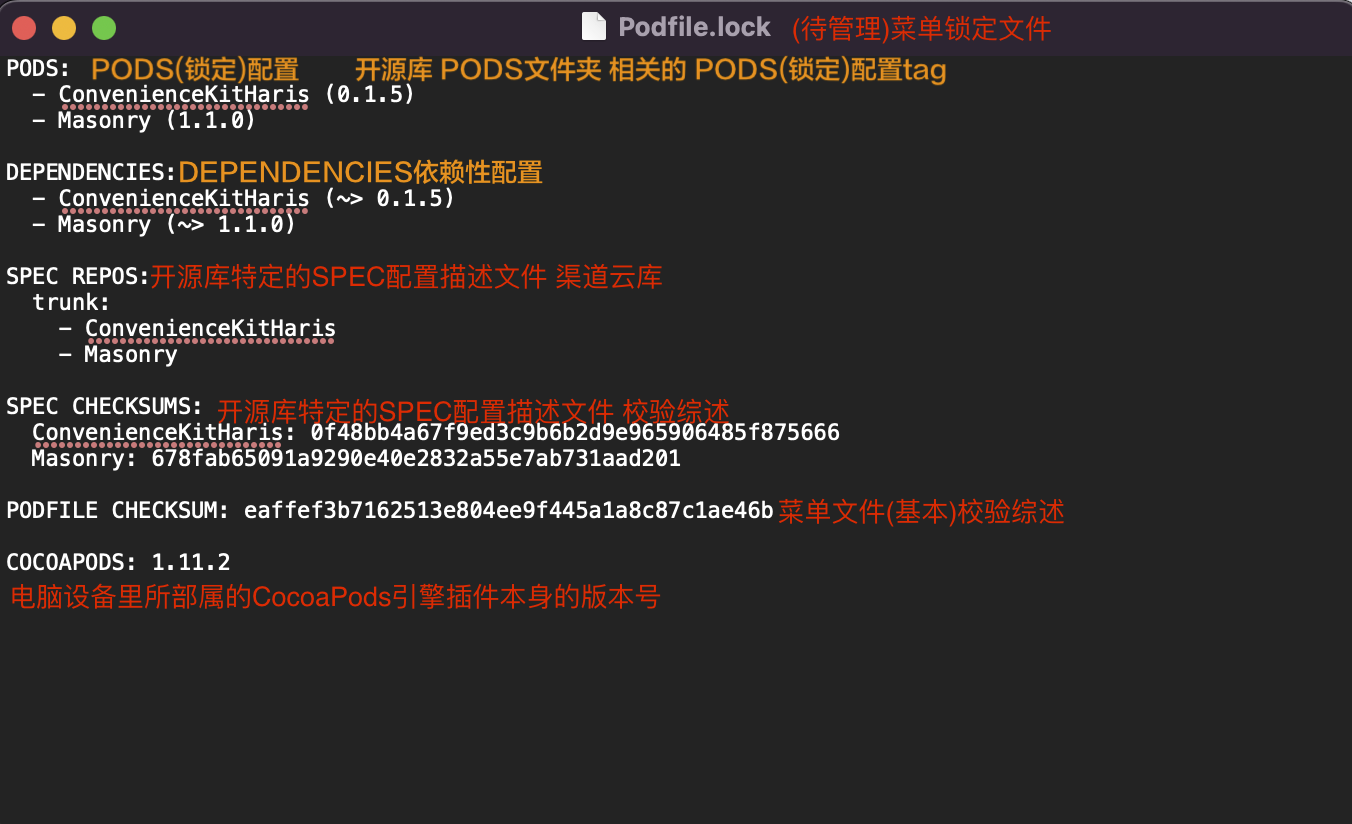 Podfile.lock (待管理)菜单锁定文件
PODS: PODS(锁定)配置 开源库 PODS文件夹 相关的 PODS(锁定)配置tag
- ConvenienceKitHaris (0.1.5)
- Masonry (1.1.0)
DEPENDENCIES:DEPENDENCIES依赖性配置
- ConvenienceKitHaris (~> 0.1.5)
- Masonry (~> 1.1.0)
SPEC REPOS:开源库特定的SPEC配置描述文件 渠道云库
trunk:
- ConvenienceKitHaris
- Masonry
SPEC CHECKSUMS: 开源库特定的SPEC配置描述文件 校验综述
ConvenienceKitHaris: 0f48bb4a67f9ed3c9b6b2d9e965906485f875666
Masonry: 678fab65091a9290e40e2832a55e7ab731aad201
PODFILE CHECKSUM: eaffef3b7162513e804ee9f445a1a8c87c1ae46b 菜单文件(基本)校验综述
COCOAPODS: 1.11.2
电脑设备里所部属的CocoaPods引擎插件本身的版本号